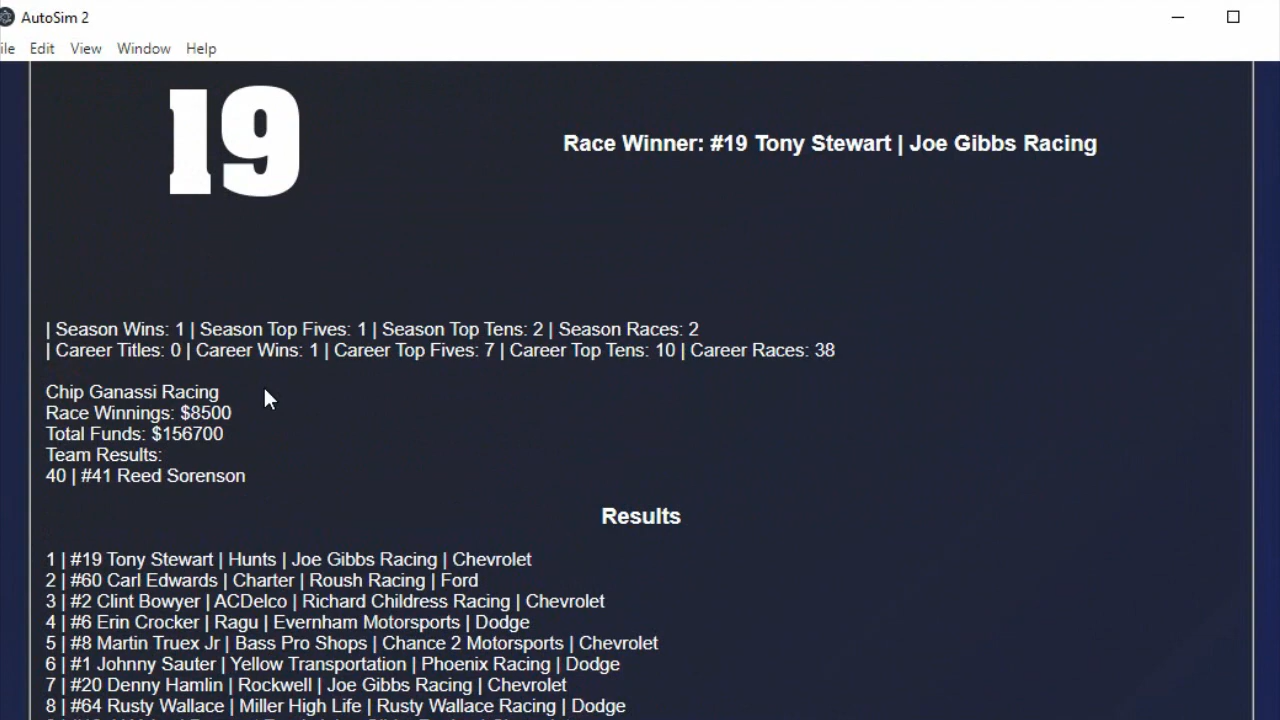 AutoSim 2
ile Edit View Window Help
19
Race Winner: #19 Tony Stewart | Joe Gibbs Racing
| Season Wins: 1 | Season Top Fives: 1 | Season Top Tens: 2 | Season Races: 2
| Career Titles: 0 | Career Wins: 1 | Career Top Fives: 7 | Career Top Tens: 10 | Career Races: 38
Chip Ganassi Racing
Race Winnings: $8500
Total Funds: $156700
Team Results:
40 | #41 Reed Sorenson
Results
1 | #19 Tony Stewart | Hunts | Joe Gibbs Racing | Chevrolet
2 | #60 Carl Edwards | Charter | Roush Racing | Ford
3 | #2 Clint Bowyer | ACDelco | Richard Childress Racing | Chevrolet
4 | #6 Erin Crocker | Ragu | Evernham Motorsports | Dodge
5 | #8 Martin Truex Jr | Bass Pro Shops | Chance 2 Motorsports | Chevrolet
6 | #1 Johnny Sauter | Yellow Transportation | Phoenix Racing | Dodge
7 | #20 Denny Hamlin | Rockwell | Joe Gibbs Racing | Chevrolet
8 | #64 Rusty Wallace | Miller High Life | Rusty Wallace Racing | Dodge